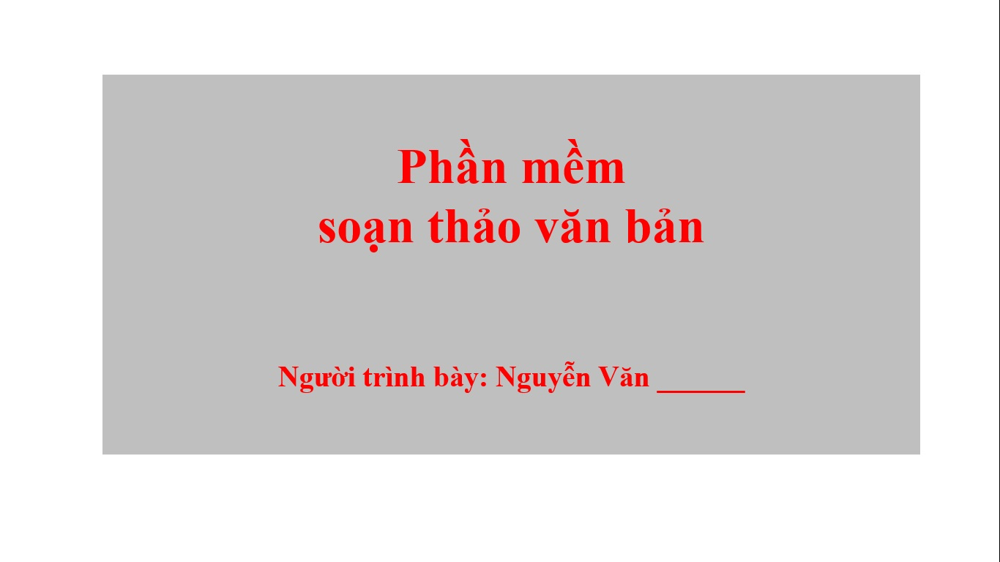 Phần mềm
soạn thảo văn bản
Người trình bày: Nguyễn Văn ______